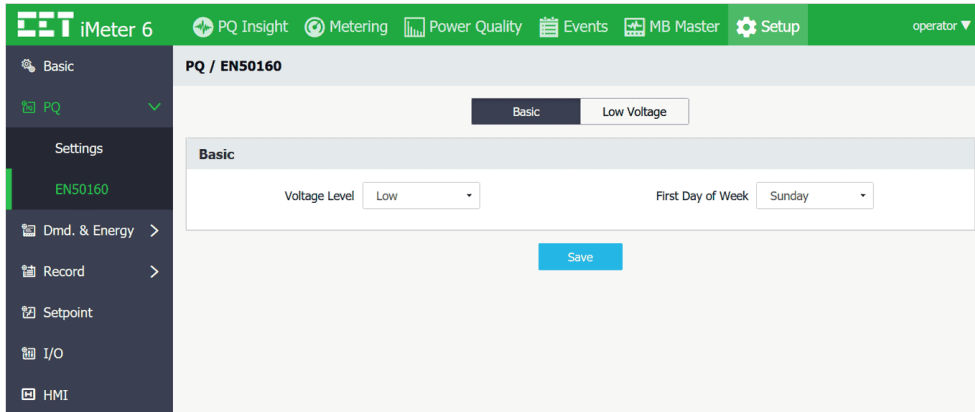 CET iMeter 6 PQ Insight Metering Power Quality Events MB Master Setup operator
Basic
PQ / EN50160
PQ
Basic Low Voltage
Settings
Basic
EN50160
Voltage Level Low First Day of Week Sunday
Dmd. & Energy
Save
Record
Setpoint
I/O
HMI